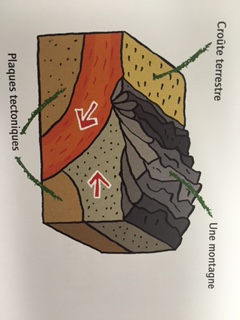 Croûte terrestre
Une montagne
Plaques tectoniques